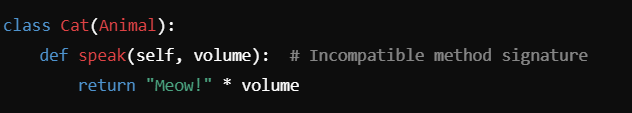 class Cat(Animal):
    def speak(self, volume):  # Incompatible method signature
        return "Meow!" * volume